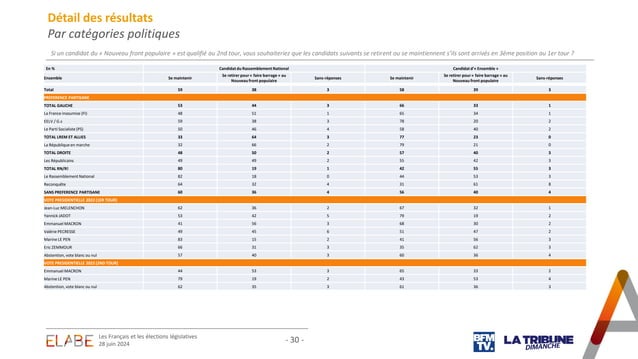 Détail des résultats
Par catégories politiques
Si un candidat du « Nouveau front populaire » est qualifié au 2nd tour, vous souhaiteriez que les candidats suivants se retirent ou se maintiennent s'ils sont arrivés en 3ème position au 1er tour ?
En % Candidat du Rassemblement National Candidat d'« Ensemble »
Ensemble Se maintenir Se retirer pour « faire barrage » au Nouveau front populaire Sans réponses Se maintenir Se retirer pour « faire barrage » au Nouveau front populaire Sans réponses
Total 59 38 3 58 39 3
PREFERENCE PARTISANE
TOTAL GAUCHE 53 44 3 66 33 1
La France Insoumise (FI) 48 51 1 65 34 1
EELV / G.s 59 38 3 78 20 2
Le Parti Socialiste (PS) 50 46 4 58 40 2
TOTAL LREM ET ALLIES 33 64 3 77 23 0
La République en marche 32 66 2 79 21 0
TOTAL DROITE 48 50 2 57 40 3
Les Républicains 49 49 2 55 42 3
TOTAL RN/R! 80 19 1 42 55 3
Le Rassemblement National 82 18 0 44 53 3
Reconquête 64 32 4 31 61 8
SANS PREFERENCE PARTISANE 60 36 4 56 40 4
VOTE PRESIDENTIELLE 2022 (1ER TOUR)
Jean-Luc MELENCHON 62 36 2 67 32 1
Yannick JADOT 53 42 5 79 19 2
Emmanuel MACRON 41 56 3 68 30 2
Valérie PECRESSE 49 45 6 51 47 2
Marine LE PEN 83 15 2 41 56 3
Eric ZEMMOUR 66 31 3 35 62 3
Abstention, vote blanc ou nul 57 40 3 60 36 4
VOTE PRESIDENTIELLE 2022 (2ND TOUR)
Emmanuel MACRON 44 53 3 65 33 2
Marine LE PEN 79 19 2 43 53 4
Abstention, vote blanc ou nul 62 35 3 61 36 3
ELABE
Les Français et les élections législatives
28 juin 2024
- 30 -
BFM
TV.
LA TRIBUNE
DIMANCHE